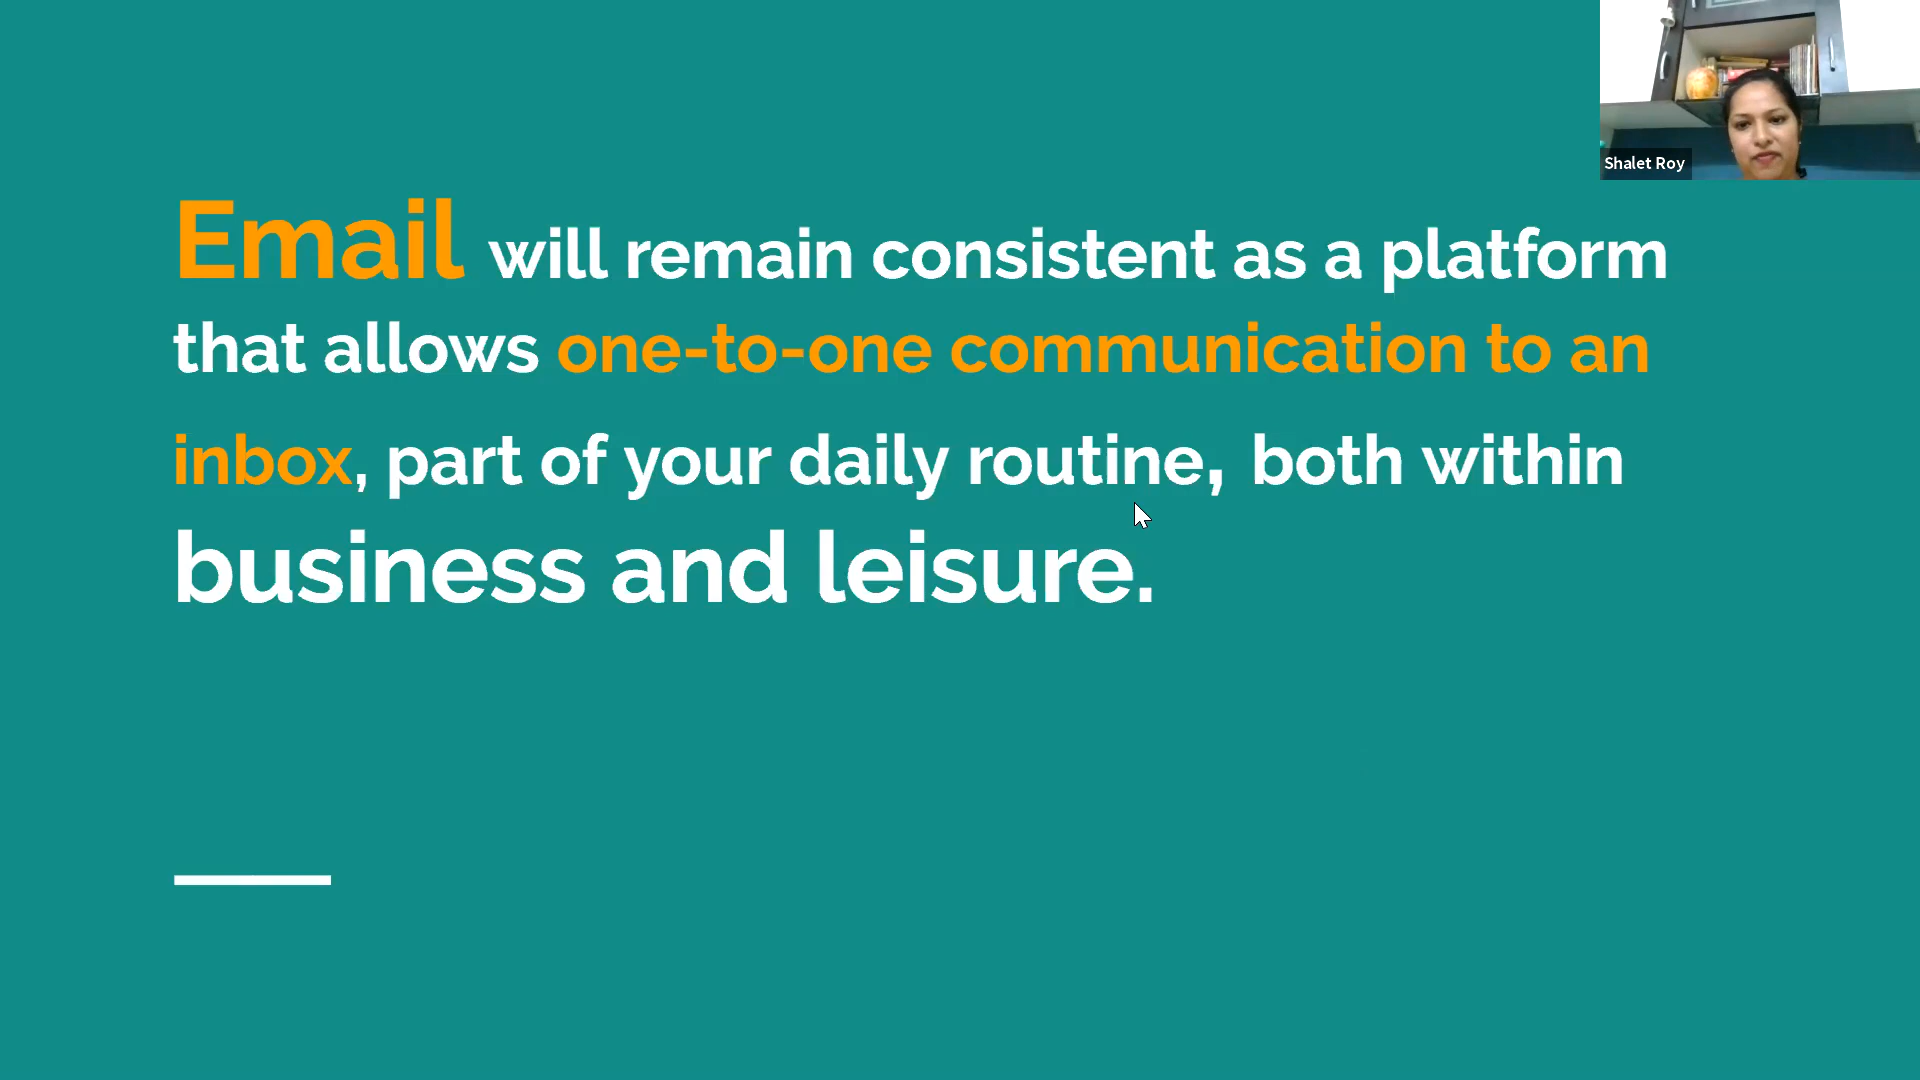 Shalet Roy
Email will remain consistent as a platform
that allows one-to-one communication to an
inbox, part of your daily routine, both within
business and leisure.